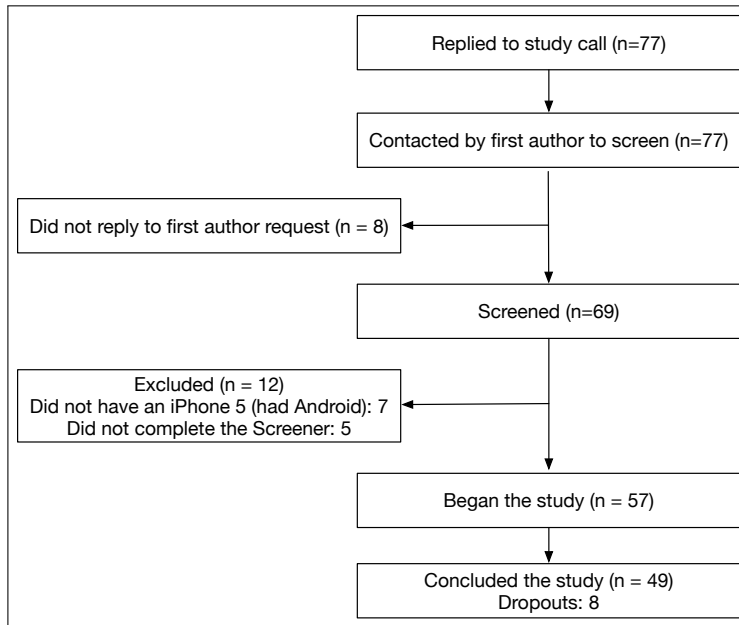 Replied to study call (n=77)
Contacted by first author to screen (n=77)
Did not reply to first author request (n = 8)
Screened (n=69)
Excluded (n = 12)
Did not have an iPhone 5 (had Android): 7
Did not complete the Screener: 5
Began the study (n = 57)
Concluded the study (n = 49)
Dropouts: 8